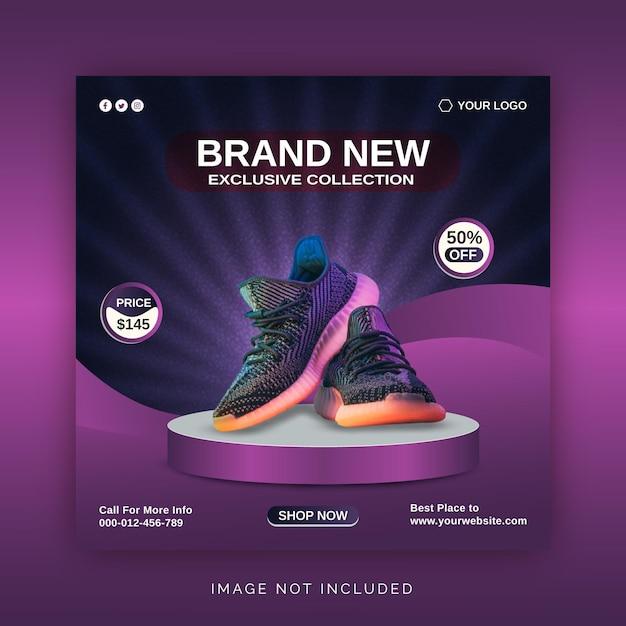 YOUR LOGO
BRAND NEW
EXCLUSIVE COLLECTION
50%
OFF
PRICE
$145
Call For More Info
000-012-456-789
SHOP NOW
Best Place to
www.yourwebsite.com
IMAGE NOT INCLUDED